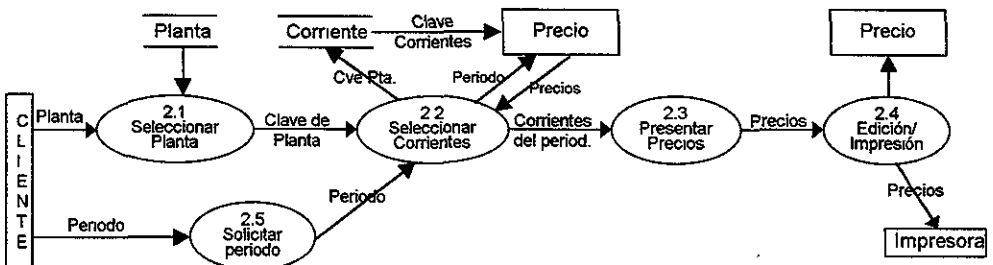 Planta
Corriente
Clave
Corrientes
Precio
Precio
Cve Pta.
Periodo
Precios
CLIENTE
Planta
2.1
Seleccionar
Planta
Clave de
Planta
2 2
Seleccionar
Corrientes
Corrientes
del period.
2.3
Presentar
Precios
Precios
2.4
Edición/
Impresión
Periodo
2.5
Solicitar
periodo
Periodo
Precios
Impresora